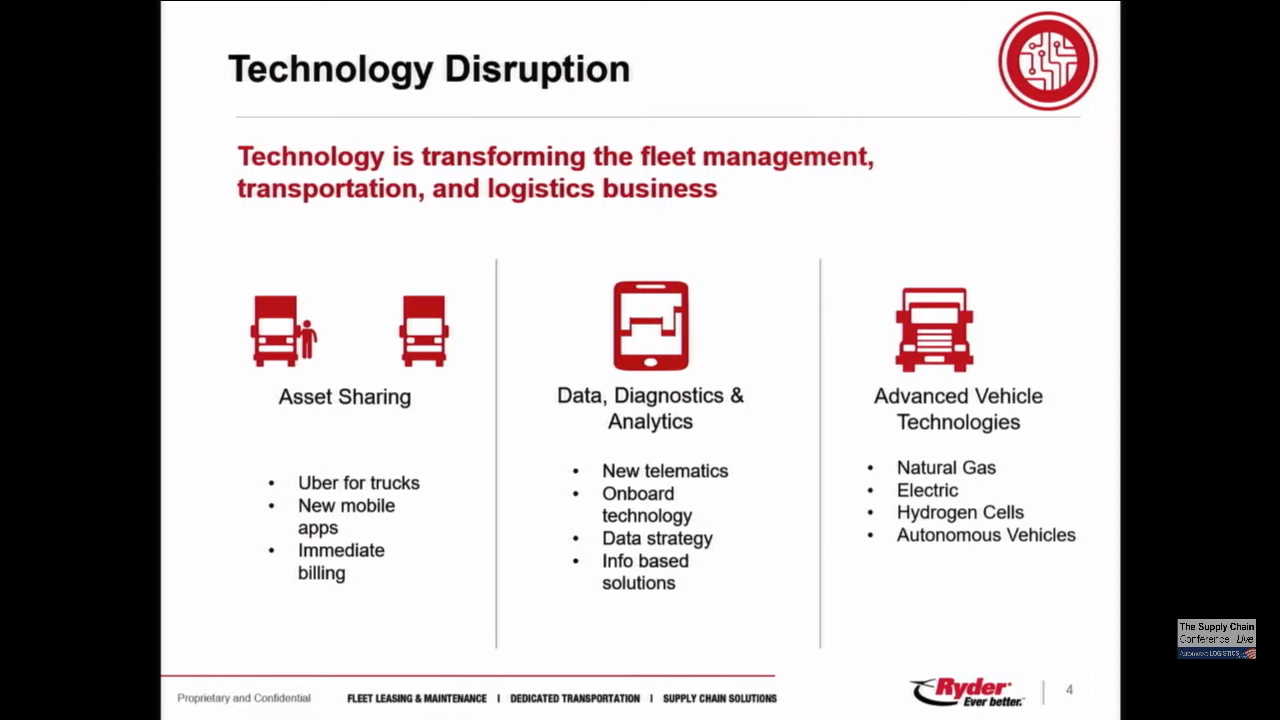 Technology Disruption
Technology is transforming the fleet management,
transportation, and logistics business
Asset Sharing
• Uber for trucks
• New mobile
apps
• Immediate
billing
Data, Diagnostics &
Analytics
• New telematics
• Onboard
technology
• Data strategy
• Info based
solutions
Advanced Vehicle
Technologies
• Natural Gas
• Electric
• Hydrogen Cells
• Autonomous Vehicles
The Supply Chain
Conference Live
Automotive LOGISTICS
Proprietary and Confidential
FLEET LEASING & MAINTENANCE I DEDICATED TRANSPORTATION I SUPPLY CHAIN SOLUTIONS
Ryder
Ever better.
4